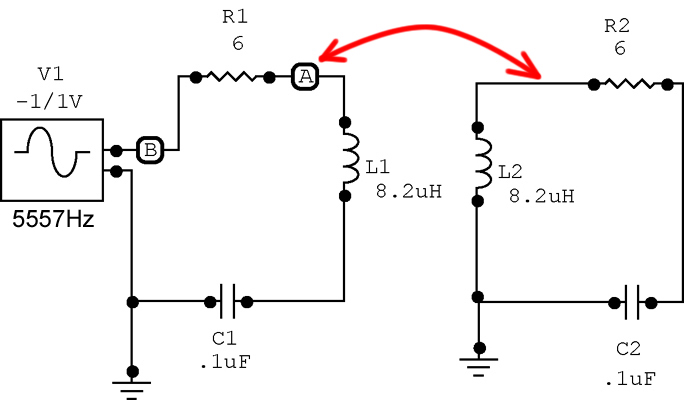 R1
6
V1
-1/1V
A
B
5557Hz
L1
8.2uH
C1
.1uF
R2
6
L2
8.2uH
C2
.1uF